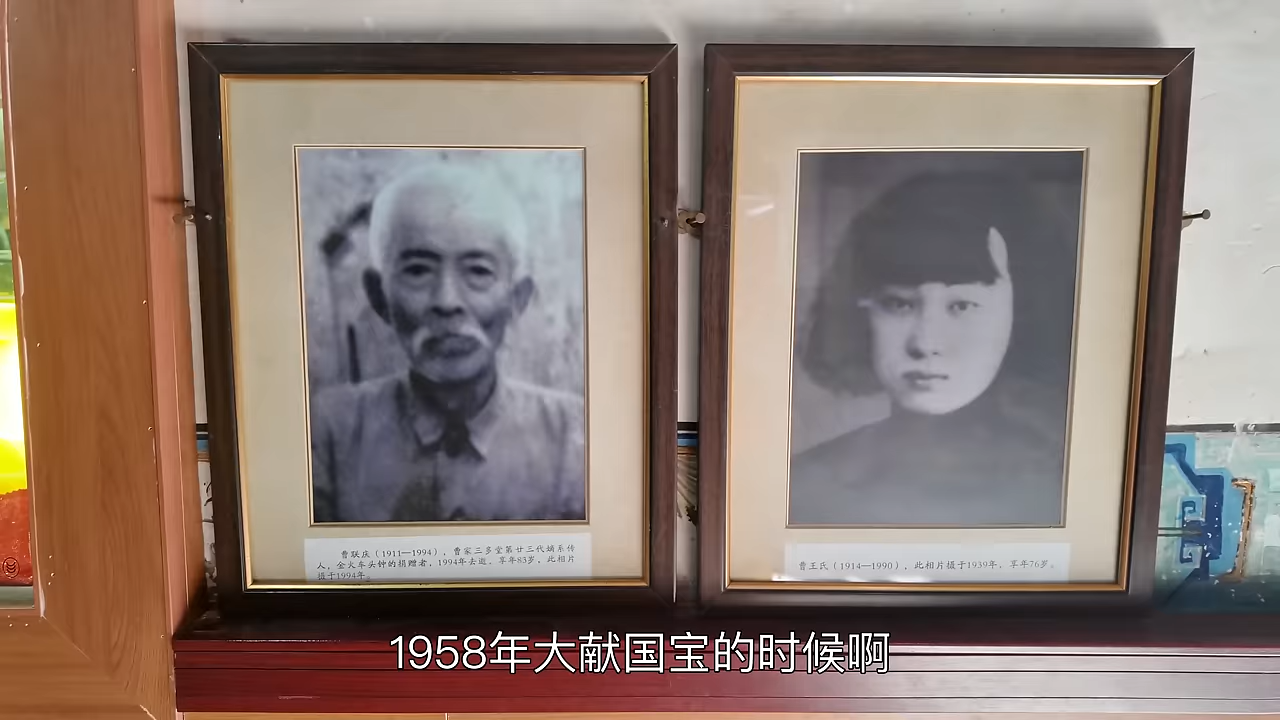 曹联庆（1911—1994），曹家三多堂第廿三代嫡系传
人，金火车头钟的捐赠者，1994年去逝，享年83岁，此相片
摄于1994年。
曹王氏（1914—1990），此相片摄于1939年，享年76岁。
1958年大献国宝的时候啊